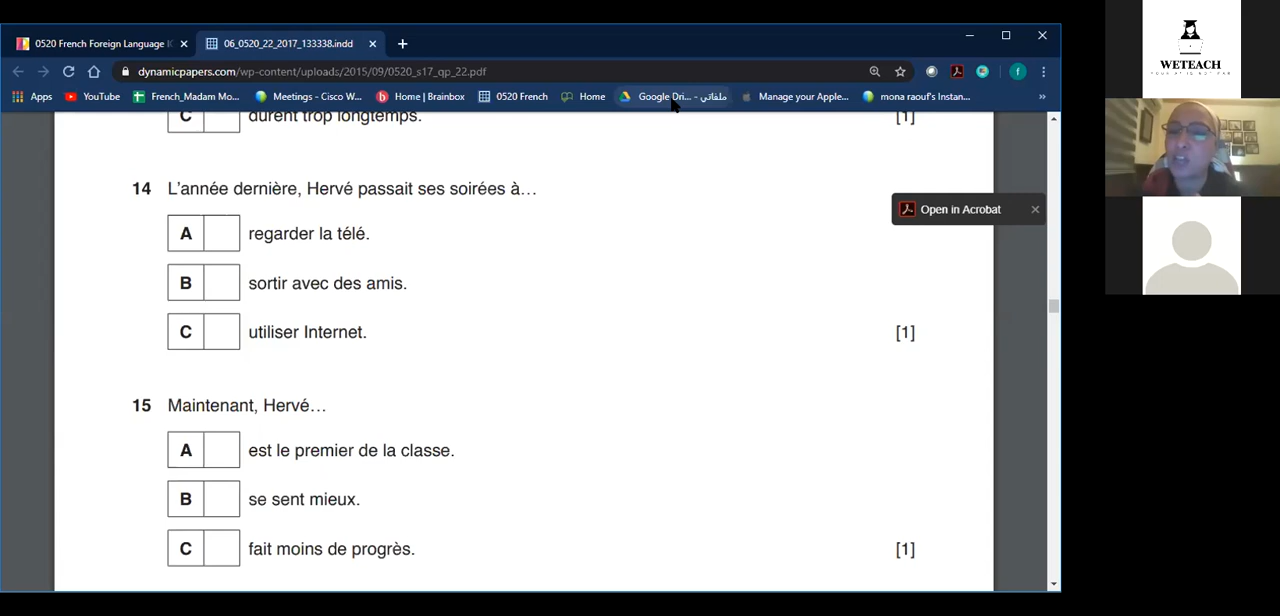 0520 French Foreign Language I
06_0520_22_2017_133338.indd
dynamicpapers.com/wp-content/uploads/2015/09/0520_s17_qp_22.pdf
Apps YouTube French_Madam Mo... Meetings - Cisco W... Home | Brainbox 0520 French Home Google Dri... - ملفاتي Manage your Apple... mona raouf's Instan...
C durent trop longtemps. [1]
14 L'année dernière, Hervé passait ses soirées à…
A regarder la télé.
B sortir avec des amis.
C utiliser Internet. [1]
15 Maintenant, Hervé…
A est le premier de la classe.
B se sent mieux.
C fait moins de progrès. [1]
Open in Acrobat
WETEACH